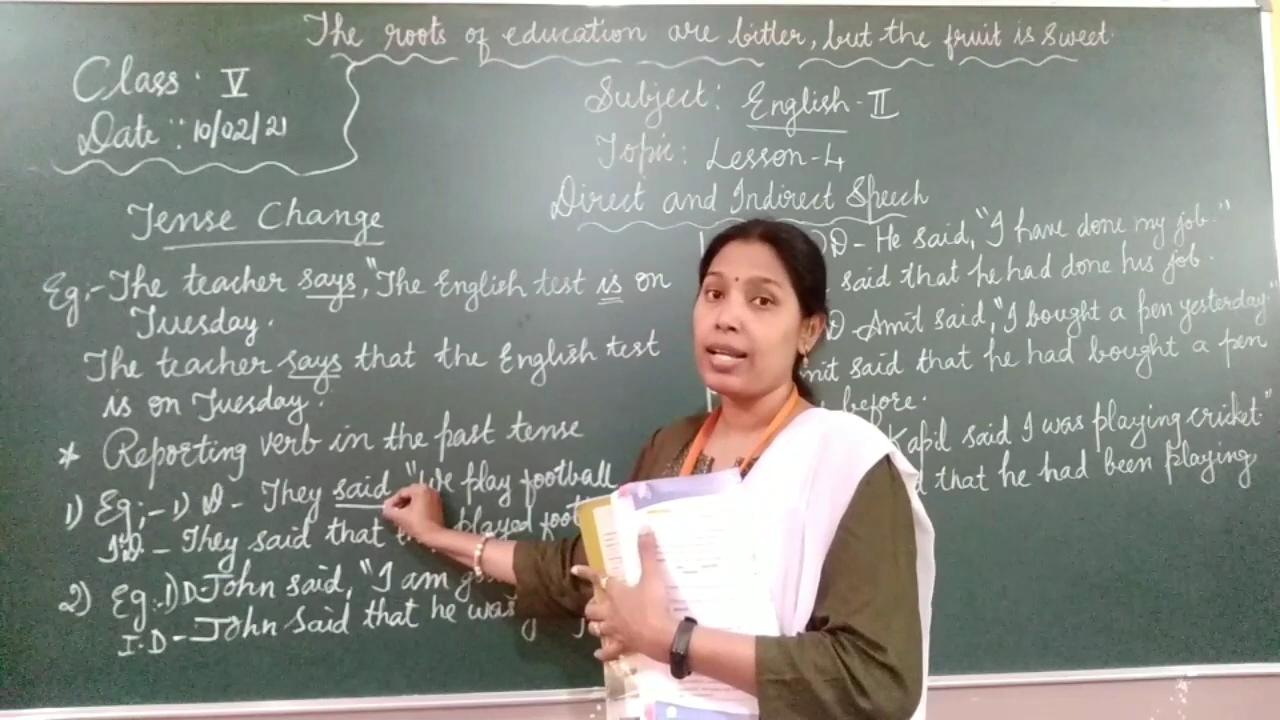 The roots of education are bitter, but the fruit is sweet
Class: V
Date: 10/02/21
Subject: English-II
Topic: Lesson-4
Direct and Indirect Speech
Tense Change
Eg:- The teacher says, "The English test is on
Tuesday.
The teacher says that the English test
is on Tuesday.
* Reporting verb in the past tense
1) Eg:- 1) D - They said "We play football
I.D. - They said that played
2) Eg:-1) D-John said, "I am
I.D - John said that he was
D - He said, "I have done my job."
said that he had done his job.
D Amit said, "I bought a pen yesterday."
said that he had bought a pen
before.
Kapil said I was playing cricket."
that he had been playing